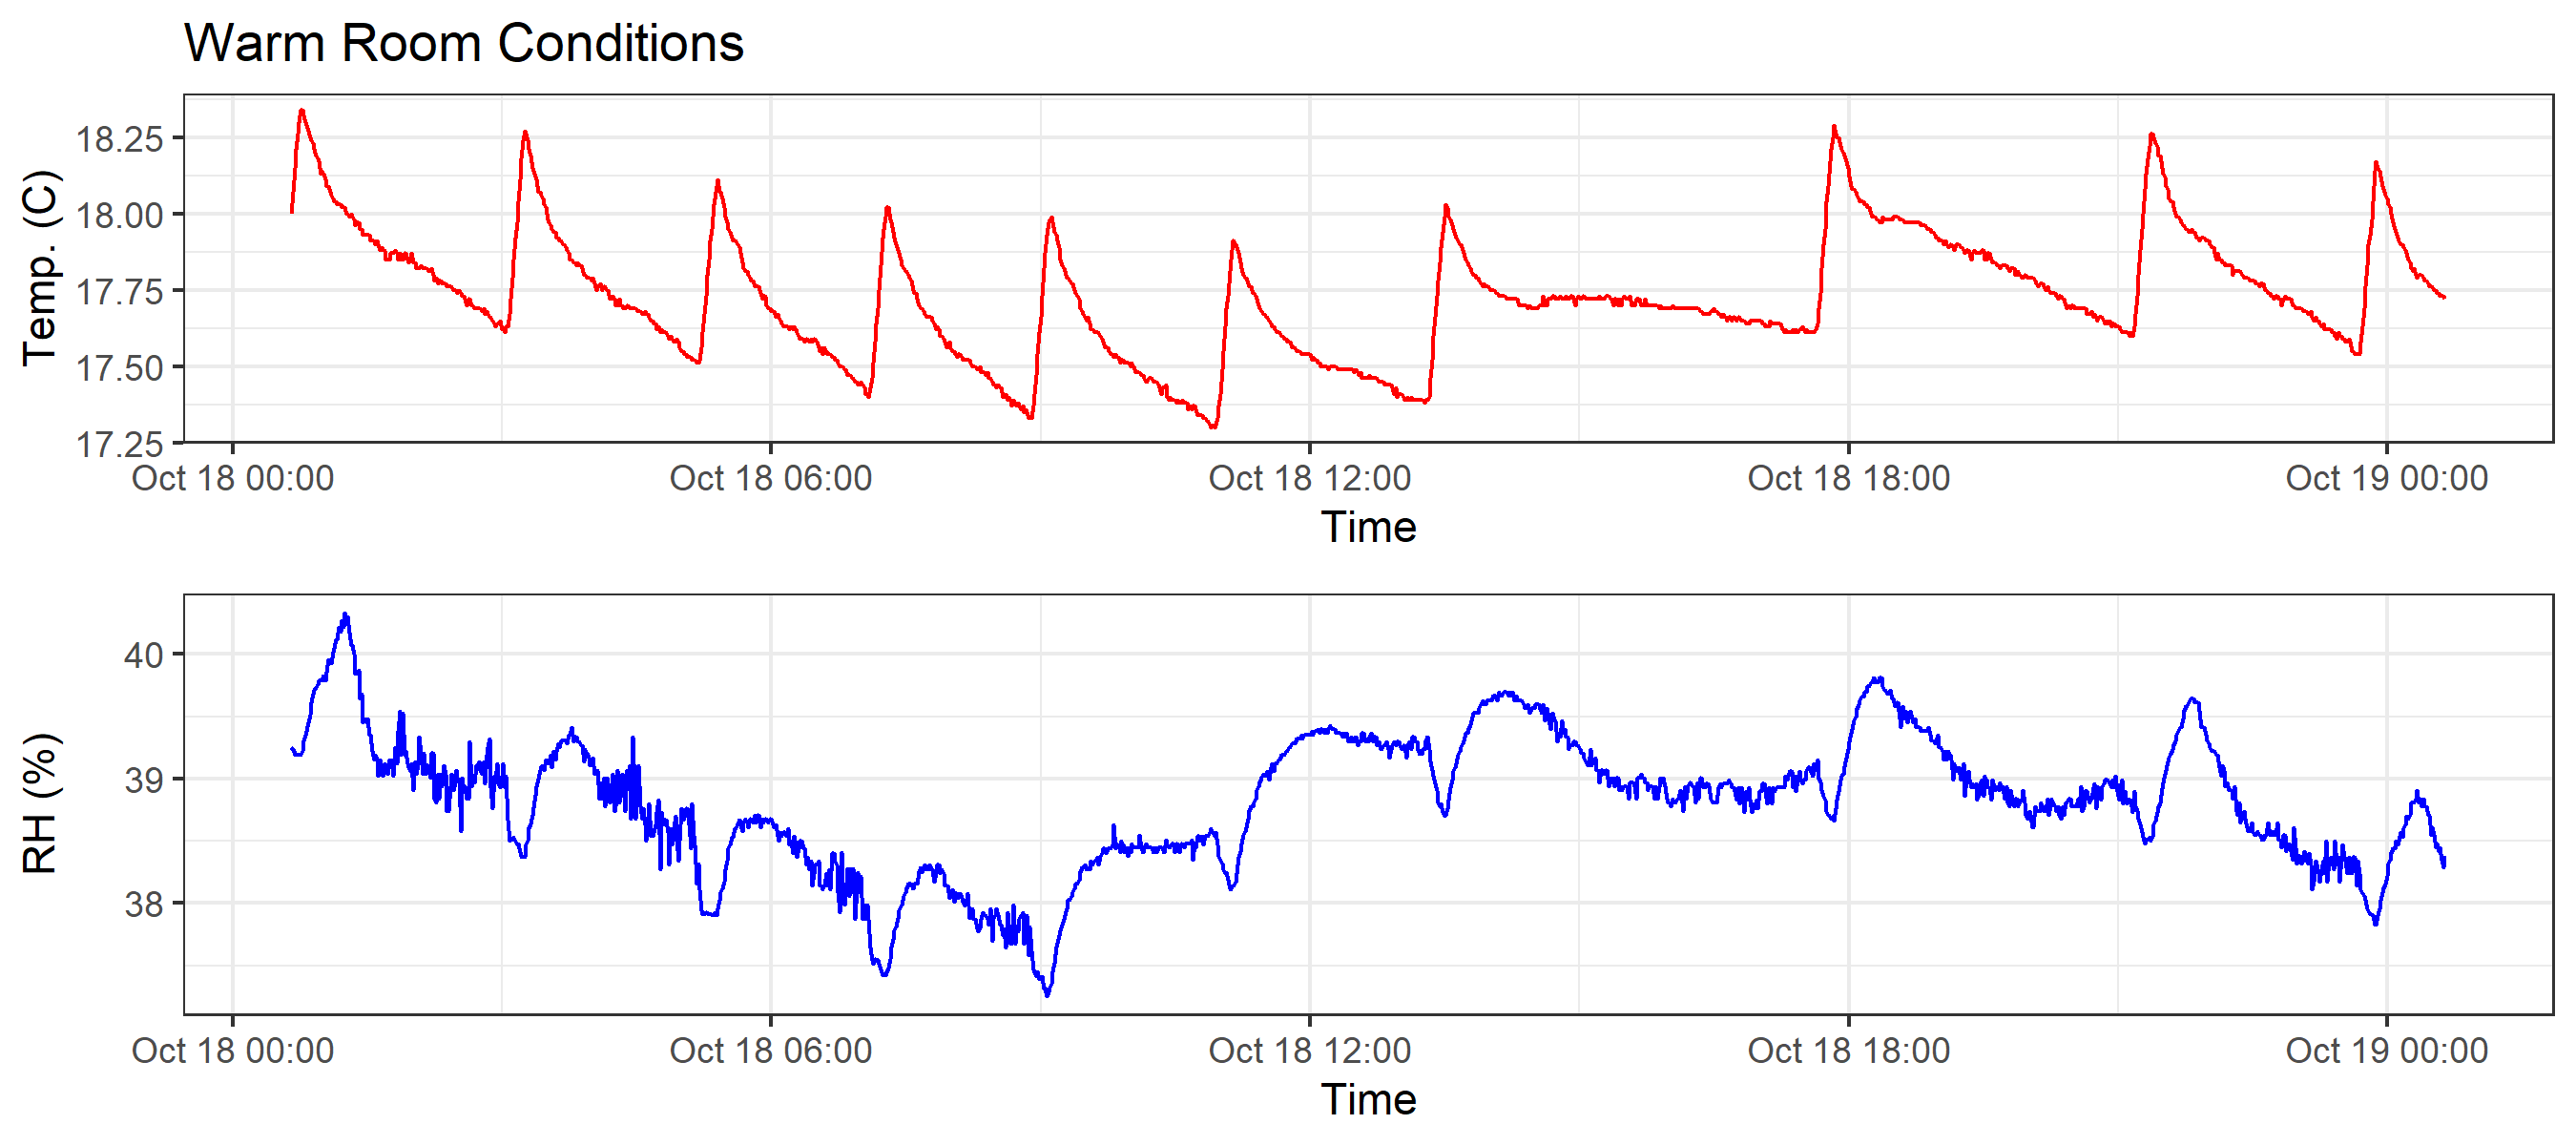 Warm Room Conditions
Temp. (C)
18.25
18.00
17.75
17.50
17.25
Oct 18 00:00 Oct 18 06:00 Oct 18 12:00 Oct 18 18:00 Oct 19 00:00
Time
RH (%)
40
39
38
Oct 18 00:00 Oct 18 06:00 Oct 18 12:00 Oct 18 18:00 Oct 19 00:00
Time